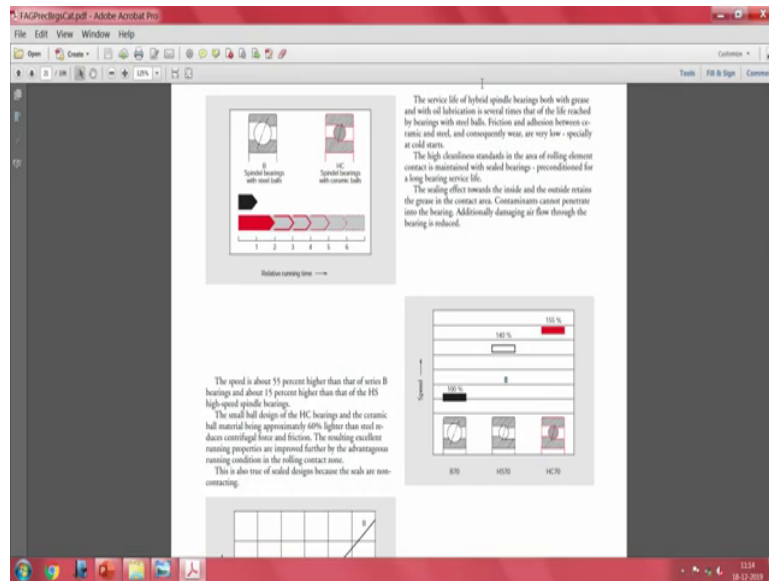 FAGPrecBrgsCat.pdf - Adobe Acrobat Pro
File Edit View Window Help
Open Create Customize
125% Tools Fill & Sign Comme
The service life of hybrid spindle bearings both with grease
and with oil lubrication is several times that of the life reached
by bearings with steel balls. Friction and adhesion between ce-
ramic and steel, and consequently wear, are very low - specially
at cold starts.
The high cleanliness standards in the area of rolling element
contact is maintained with sealed bearings - preconditioned for
a long bearing service life.
The sealing effect towards the inside and the outside retains
the grease in the contact area. Contaminants cannot penetrate
into the bearing. Additionally damaging air flow through the
bearing is reduced.
B
Spindel bearings
with steel balls
HC
Spindel bearings
with ceramic balls
1 2 3 4 5 6
Relative running time
The speed is about 55 percent higher than that of series B
bearings and about 15 percent higher than that of the HS
high-speed spindle bearings.
The small ball design of the HC bearings and the ceramic
ball material being approximately 60% lighter than steel re-
duces centrifugal force and friction. The resulting excellent
running properties are improved further by the advantageous
running condition in the rolling contact zone.
This is also true of sealed designs because the seals are non-
contacting.
Speed
100 %
140 %
155 %
B70 HS70 HC70
B
11:14
18-12-2019